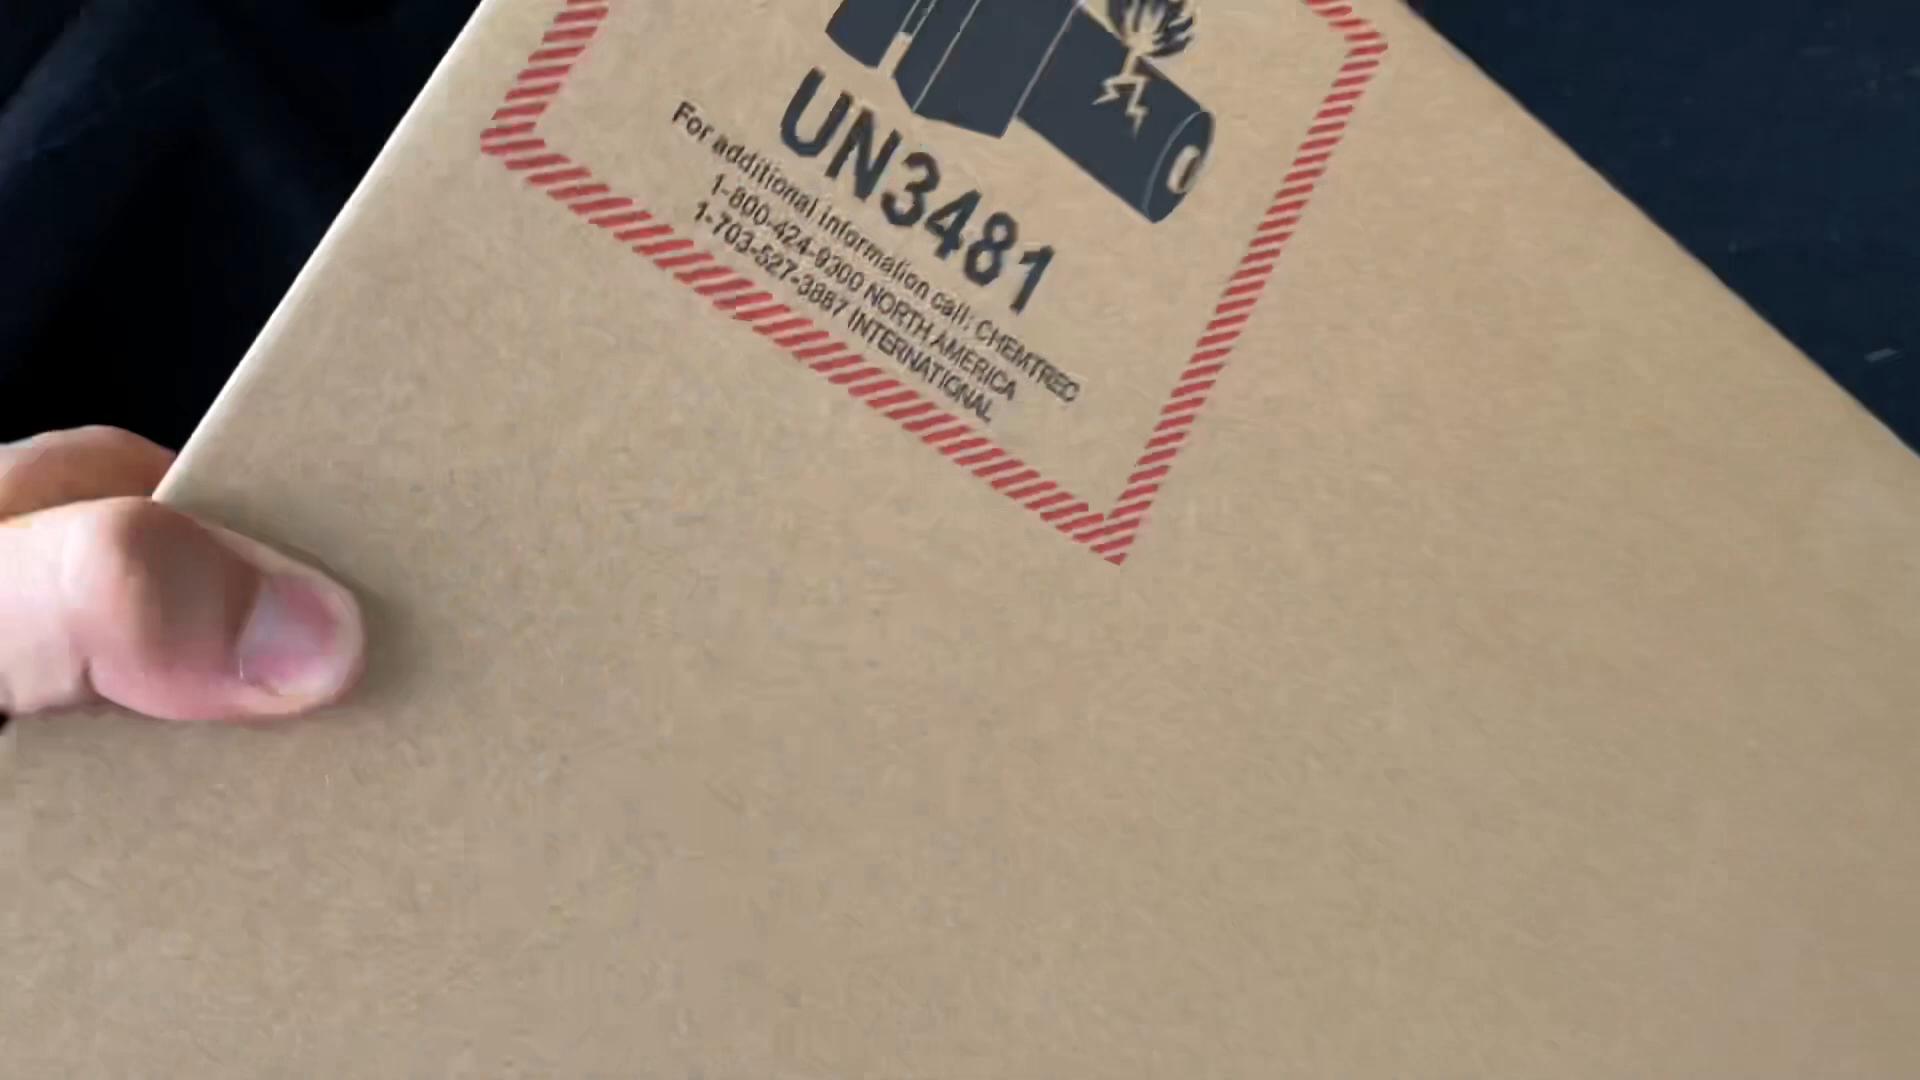 UN3481
For additional information call: CHEMTREC
1-800-424-9300 NORTH AMERICA
1-703-527-3887 INTERNATIONAL